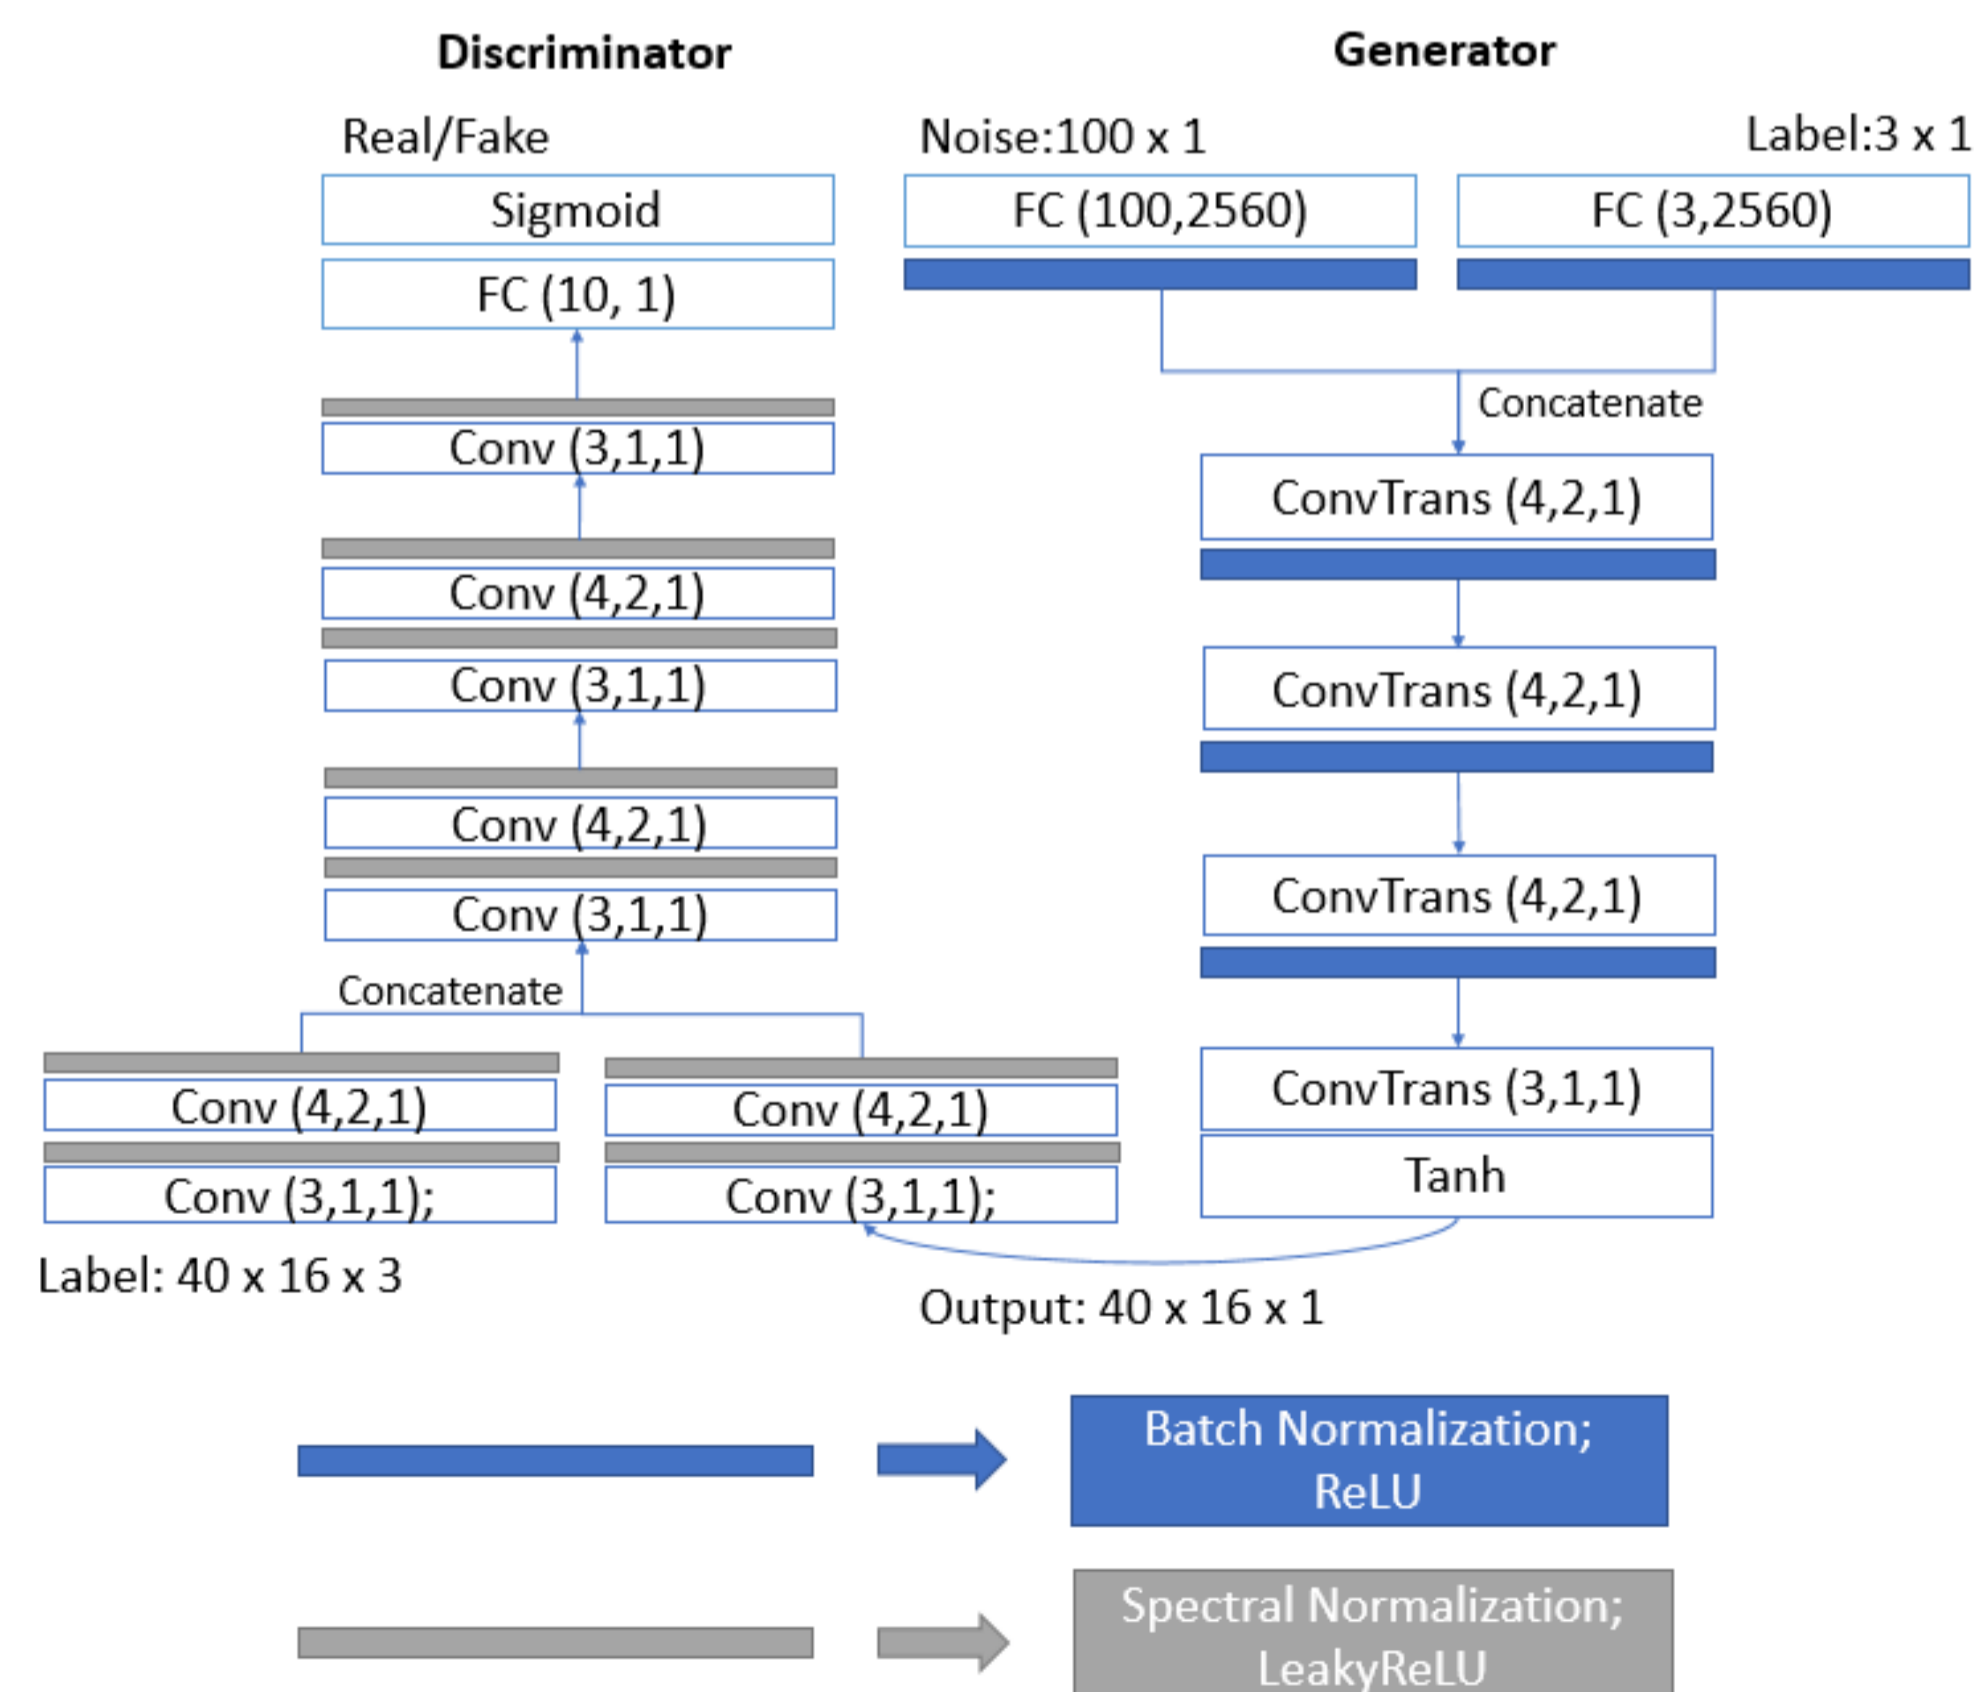 Discriminator
Real/Fake
Sigmoid
FC (10, 1)
Conv (3,1,1)
Conv (4,2,1)
Conv (3,1,1)
Conv (4,2,1)
Conv (3,1,1)
Concatenate
Conv (4,2,1)
Conv (3,1,1);
Label: 40 x 16 x 3
Conv (4,2,1)
Conv (3,1,1);
Generator
Noise:100 x 1
FC (100,2560)
Label:3 x 1
FC (3,2560)
Concatenate
ConvTrans (4,2,1)
ConvTrans (4,2,1)
ConvTrans (4,2,1)
ConvTrans (3,1,1)
Tanh
Output: 40 x 16 x 1
Batch Normalization;
ReLU
Spectral Normalization;
LeakyReLU